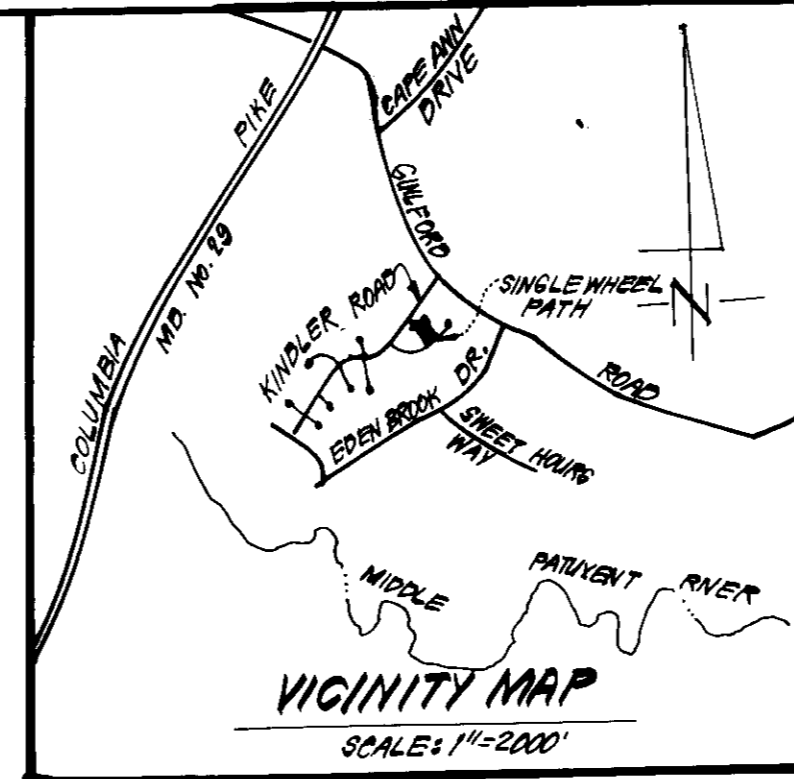 CAPE ANN
DRIVE
PIKE
GUILFORD
MD. NO. 29
SINGLE WHEEL
PATH
N
KINDLER ROAD
COLUMBIA
ROAD
EDEN BROOK DR.
SWEET HOURS
WAY
MIDDLE PATUXENT RIVER
VICINITY MAP
SCALE: 1"=2000'